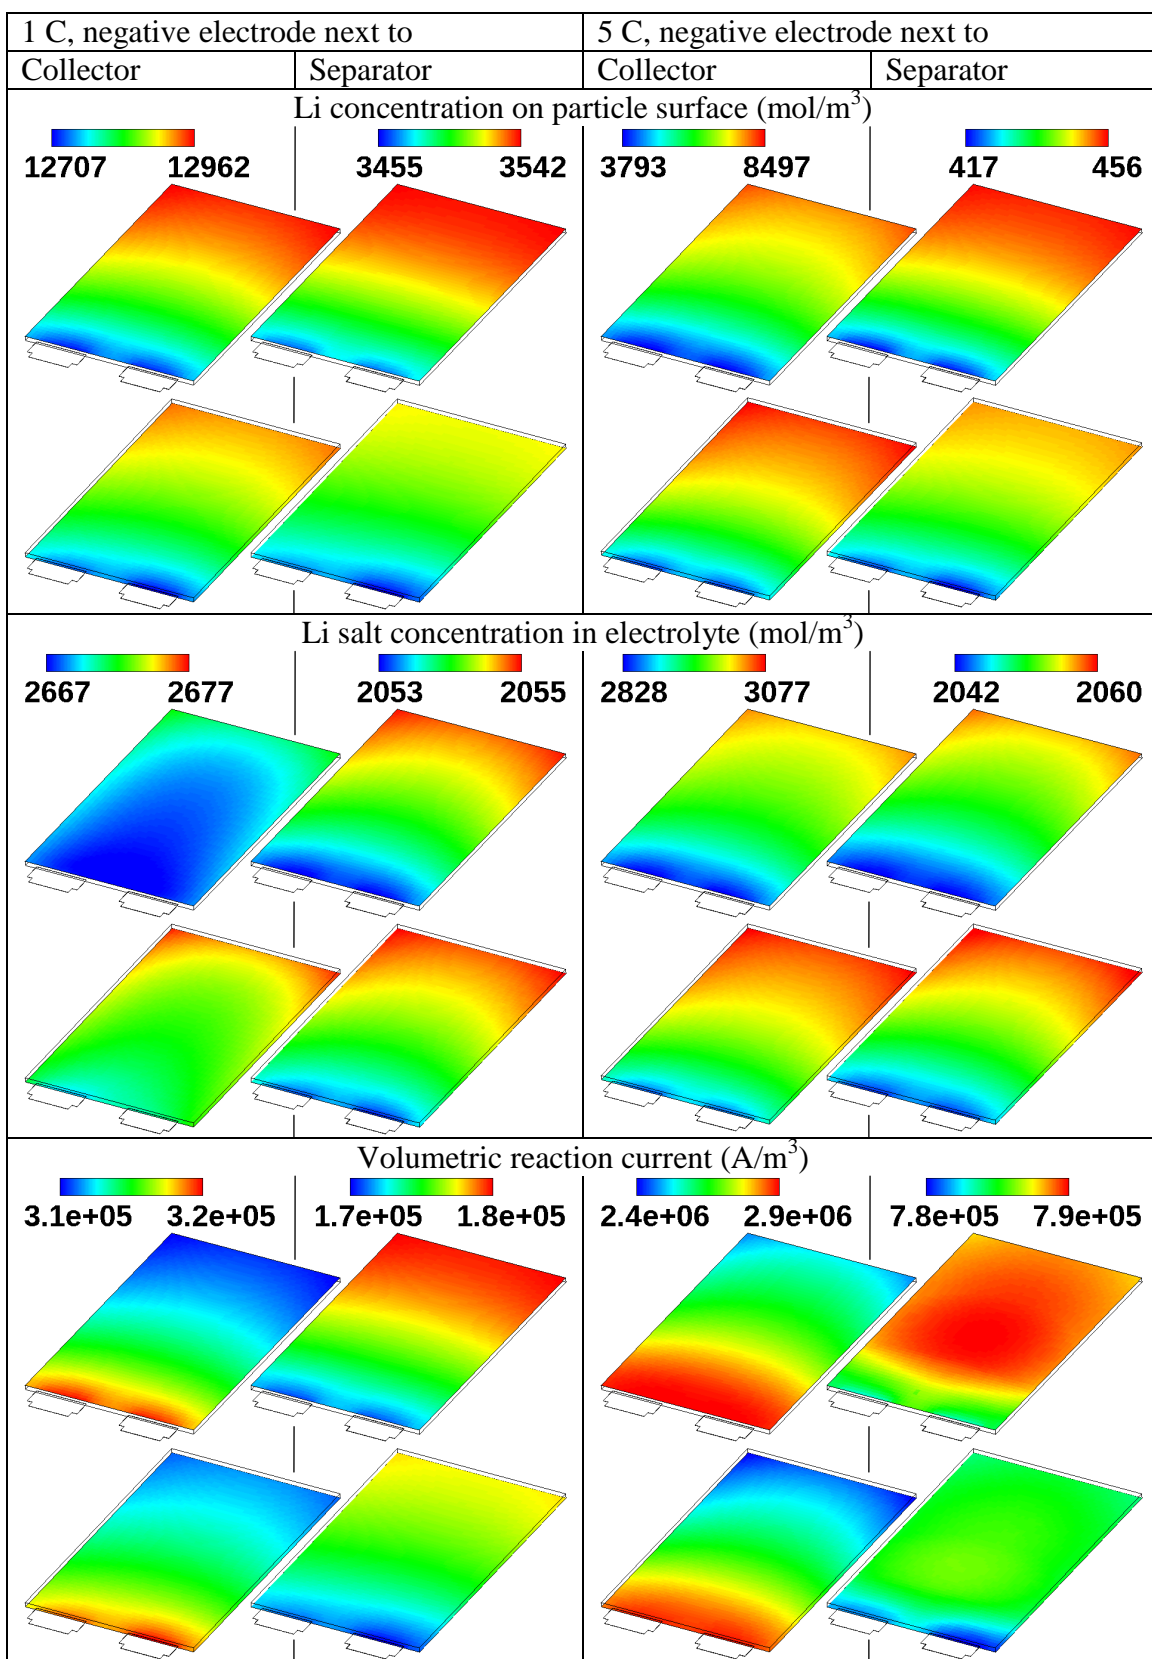 1 C, negative electrode next to 5 C, negative electrode next to
Collector Separator Collector Separator
Li concentration on particle surface (mol/m³)
12707 12962 3455 3542 3793 8497 417 456
Li salt concentration in electrolyte (mol/m³)
2667 2677 2053 2055 2828 3077 2042 2060
Volumetric reaction current (A/m³)
3.1e+05 3.2e+05 1.7e+05 1.8e+05 2.4e+06 2.9e+06 7.8e+05 7.9e+05